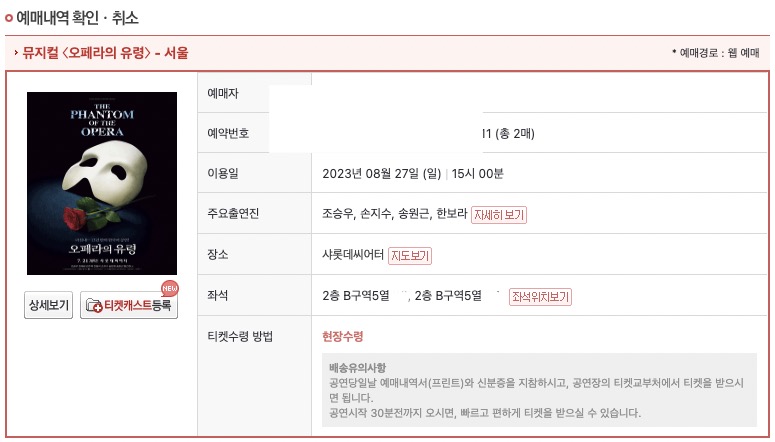 예매내역 확인 · 취소
뮤지컬 〈오페라의 유령〉 - 서울
* 예매경로 : 웹 예매
THE
PHANTOM
OF THE
OPERA
오페라의 유령
상세보기
티켓캐스트등록
NEW
예매자
예약번호 11 (총 2매)
이용일 2023년 08월 27일 (일) | 15시 00분
주요출연진 조승우, 손지수, 송원근, 한보라 자세히 보기
장소 샤롯데씨어터 지도보기
좌석 2층 B구역5열 , 2층 B구역5열 좌석위치보기
티켓수령 방법 현장수령
배송유의사항
공연당일날 예매내역서(프린트)와 신분증을 지참하시고, 공연장의 티켓교부처에서 티켓을 받으시
면 됩니다.
공연시작 30분전까지 오시면, 빠르고 편하게 티켓을 받으실 수 있습니다.